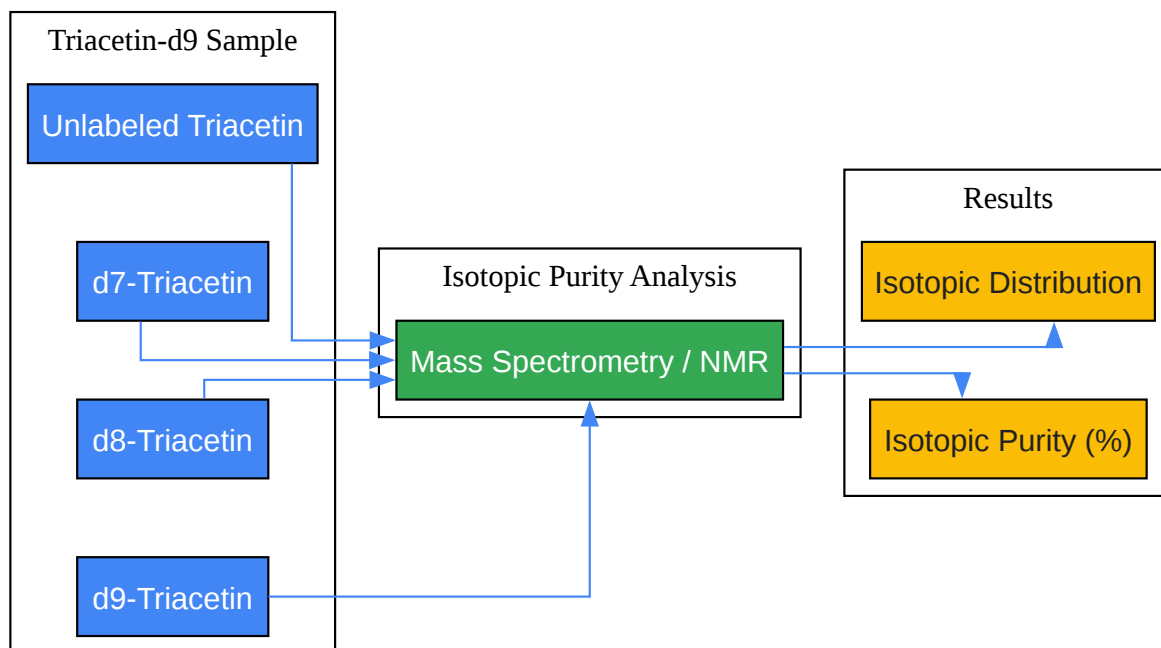 Triacetin-d9 Sample
Unlabeled Triacetin
d7-Triacetin
d8-Triacetin
d9-Triacetin
Isotopic Purity Analysis
Mass Spectrometry / NMR
Results
Isotopic Distribution
Isotopic Purity (%)